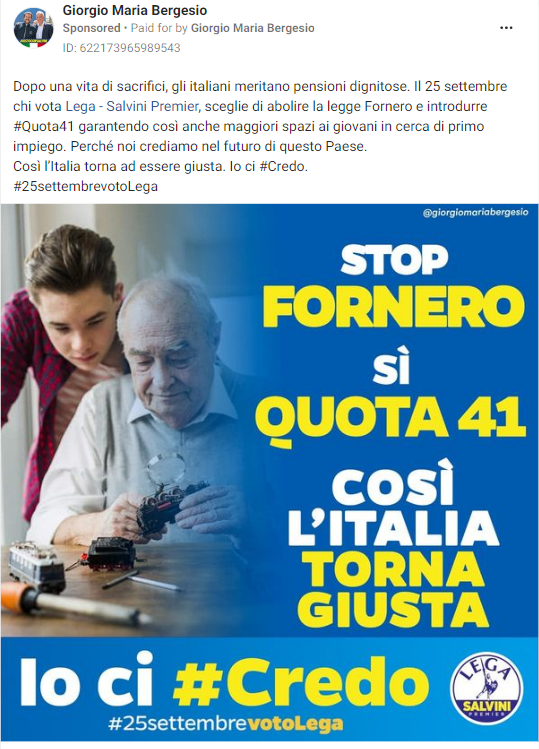 Giorgio Maria Bergesio
Sponsored • Paid for by Giorgio Maria Bergesio
ID: 622173965989543
Dopo una vita di sacrifici, gli italiani meritano pensioni dignitose. Il 25 settembre
chi vota Lega - Salvini Premier, sceglie di abolire la legge Fornero e introdurre
#Quota41 garantendo così anche maggiori spazi ai giovani in cerca di primo
impiego. Perché noi crediamo nel futuro di questo Paese.
Così l’Italia torna ad essere giusta. Io ci #Credo.
#25settembrevotoLega
@giorgiomariabergesio
STOP
FORNERO
SÌ
QUOTA 41
COSÌ
L’ITALIA
TORNA
GIUSTA
Io ci #Credo
#25settembrevotoLega
LEGA
SALVINI
PREMIER